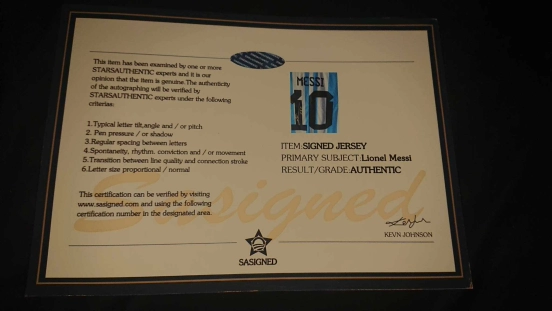 This item has been examined by one or more
STARSAUTHENTIC experts and it is our
opinion that the item is genuine.The authenticity
of the autographing will be verified by
STARSAUTHENTIC experts under the following
criterias:
1.Typical letter tilt,angle and / or pitch
2. Pen pressure / or shadow
3.Regular spacing between letters
4.Spontaneity, rhythm. conviction and / or movement
5.Transition between line quality and connection stroke
6.Letter size proportional / normal
This certification can be verified by visiting
www.sasigned.com and using the following
certification number in the designated area.
MESSI
10
ITEM:SIGNED JERSEY
PRIMARY SUBJECT:Lionel Messi
RESULT/GRADE:AUTHENTIC
Sasigned
KEVN JOHNSON
SASIGNED